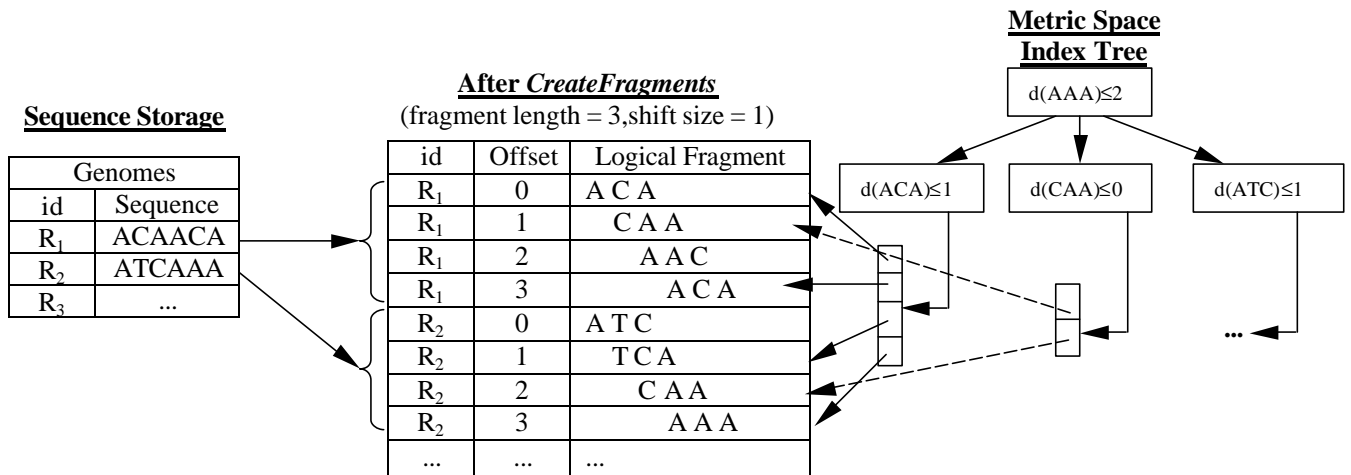 Metric Space
Index Tree
d(AAA)≤2
d(ACA)≤1
d(CAA)≤0
d(ATC)≤1
...
After CreateFragments
(fragment length = 3,shift size = 1)
id Offset Logical Fragment
R1 0 A C A
R1 1 C A A
R1 2 A A C
R1 3 A C A
R2 0 A T C
R2 1 T C A
R2 2 C A A
R2 3 A A A
... ... ...
Sequence Storage
Genomes
id Sequence
R1 ACAACA
R2 ATCAAA
R3 ...